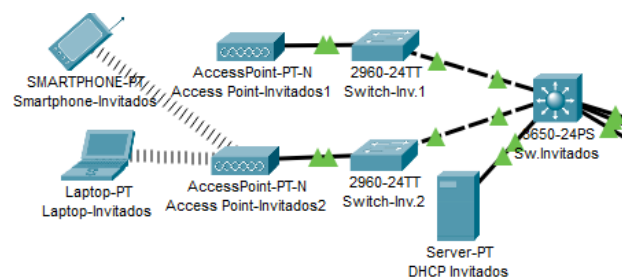 SMARTPHONE-PT
Smartphone-Invitados
AccessPoint-PT-N
Access Point-Invitados1
2960-24TT
Switch-Inv.1
3650-24PS
Sw.Invitados
Laptop-PT
Laptop-Invitados
AccessPoint-PT-N
Access Point-Invitados2
2960-24TT
Switch-Inv.2
Server-PT
DHCP Invitados